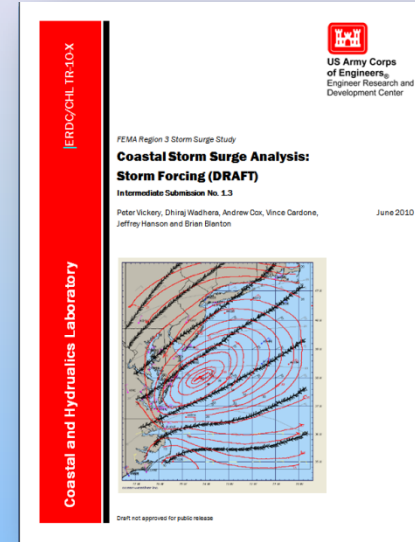 ERDC/CHL TR-10-X
US Army Corps
of Engineers®
Engineer Research and
Development Center
FEMA Region 3 Storm Surge Study
Coastal Storm Surge Analysis:
Storm Forcing (DRAFT)
Intermediate Submission No. 1.3
Peter Vickery, Dhiraj Wadhera, Andrew Cox, Vince Cardone,
Jeffrey Hanson and Brian Blanton
June 2010
Coastal and Hydrualics Laboratory
Draft not approved for public release